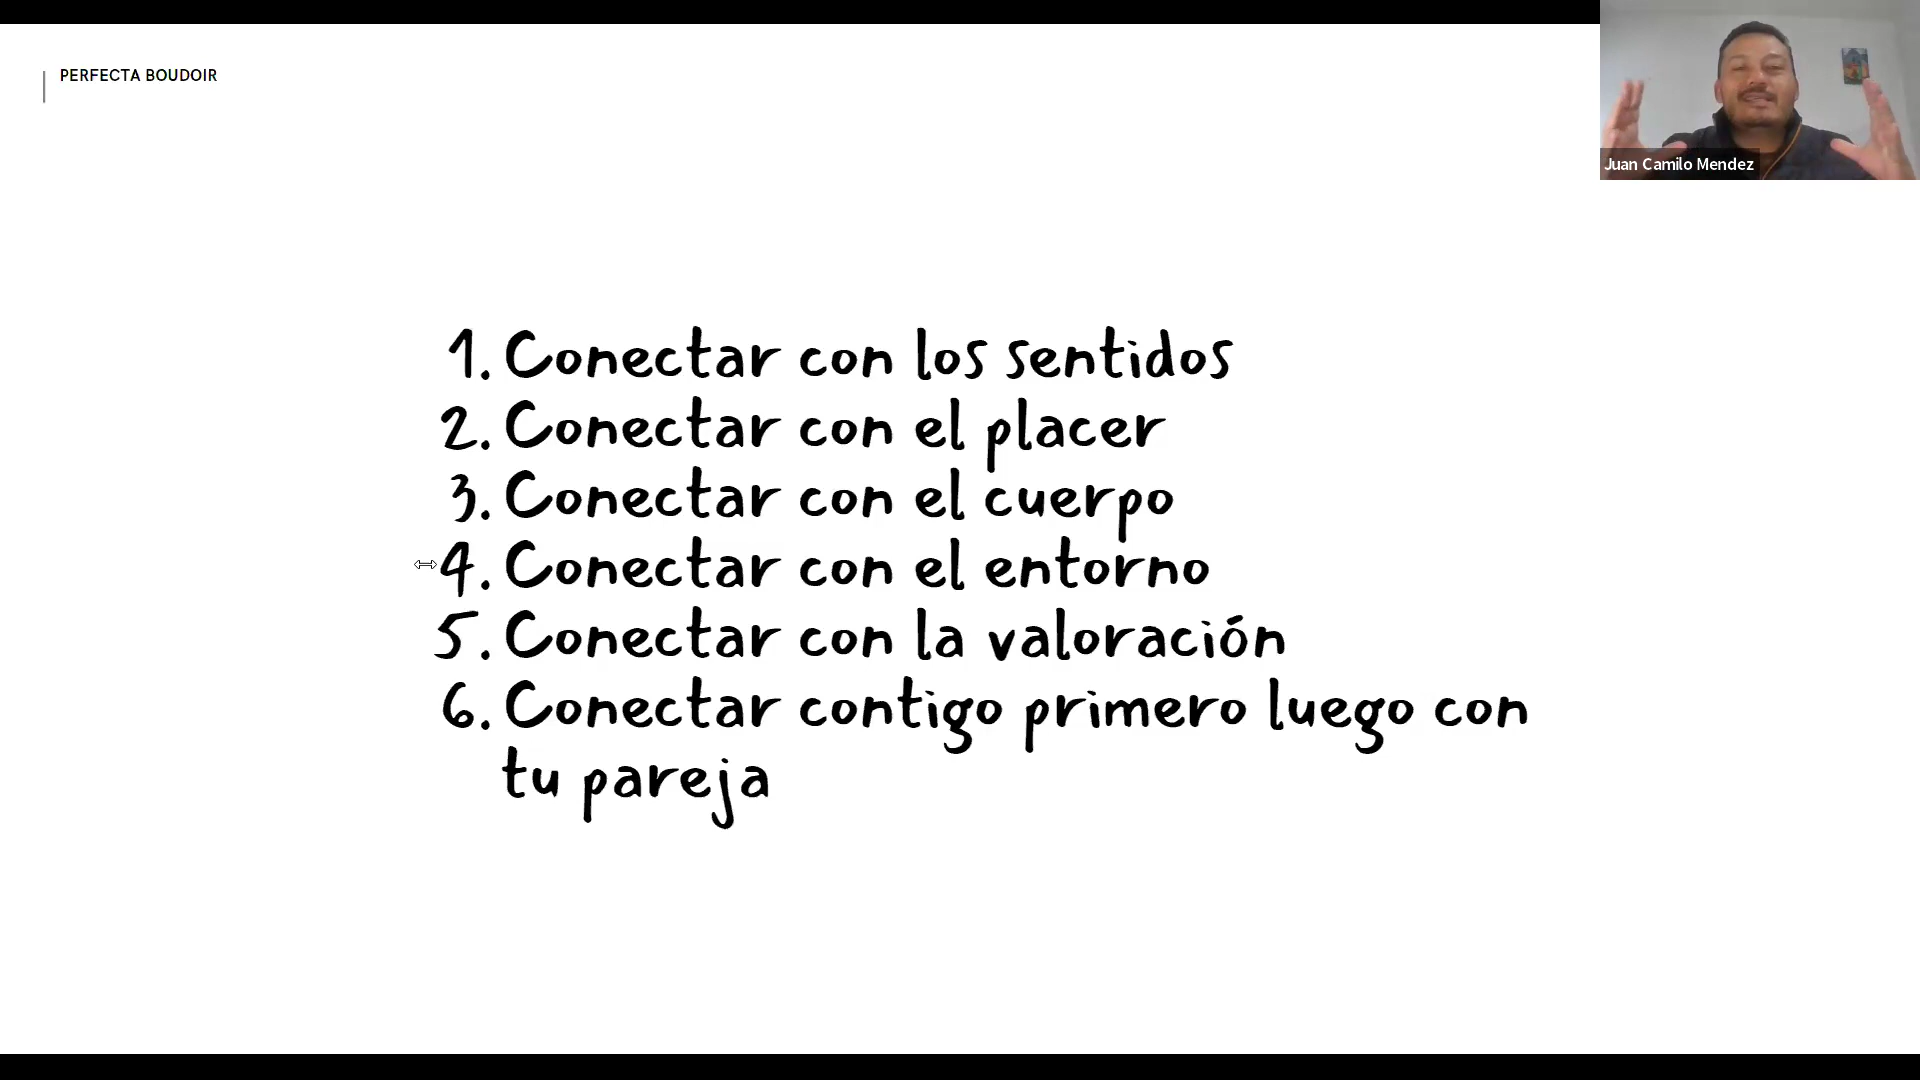 PERFECTA BOUDOIR
Juan Camilo Mendez
1. Conectar con los sentidos
2. Conectar con el placer
3. Conectar con el cuerpo
4. Conectar con el entorno
5. Conectar con la valoración
6. Conectar contigo primero luego con
tu pareja